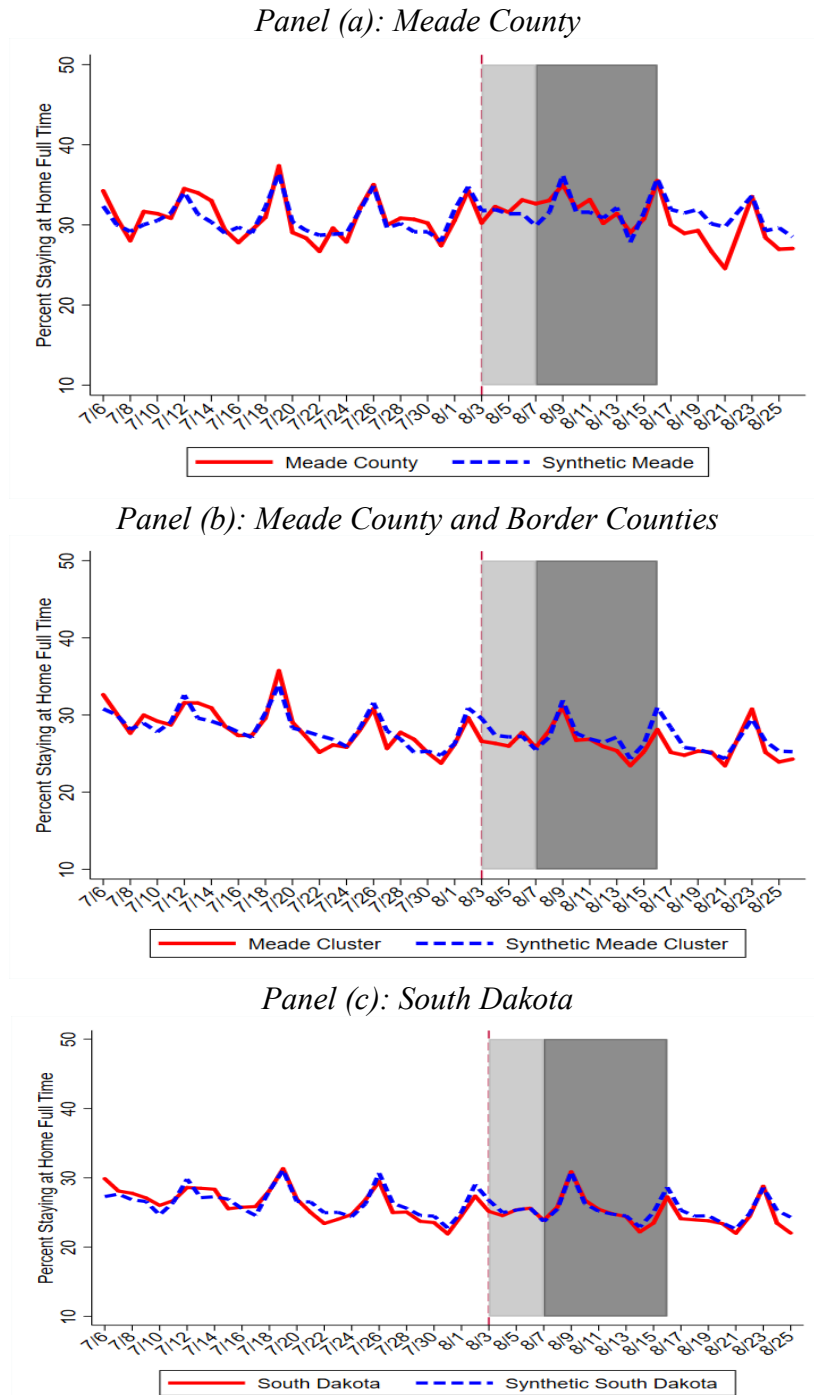 Panel (a): Meade County
Percent Staying at Home Full Time
50
40
30
20
10
7/6 7/8 7/10 7/12 7/14 7/16 7/18 7/20 7/22 7/24 7/26 7/28 7/30 8/1 8/3 8/5 8/7 8/9 8/11 8/13 8/15 8/17 8/19 8/21 8/23 8/25
Meade County Synthetic Meade
Panel (b): Meade County and Border Counties
Percent Staying at Home Full Time
50
40
30
20
10
7/6 7/8 7/10 7/12 7/14 7/16 7/18 7/20 7/22 7/24 7/26 7/28 7/30 8/1 8/3 8/5 8/7 8/9 8/11 8/13 8/15 8/17 8/19 8/21 8/23 8/25
Meade Cluster Synthetic Meade Cluster
Panel (c): South Dakota
Percent Staying at Home Full Time
50
40
30
20
10
7/6 7/8 7/10 7/12 7/14 7/16 7/18 7/20 7/22 7/24 7/26 7/28 7/30 8/1 8/3 8/5 8/7 8/9 8/11 8/13 8/15 8/17 8/19 8/21 8/23 8/25
South Dakota Synthetic South Dakota